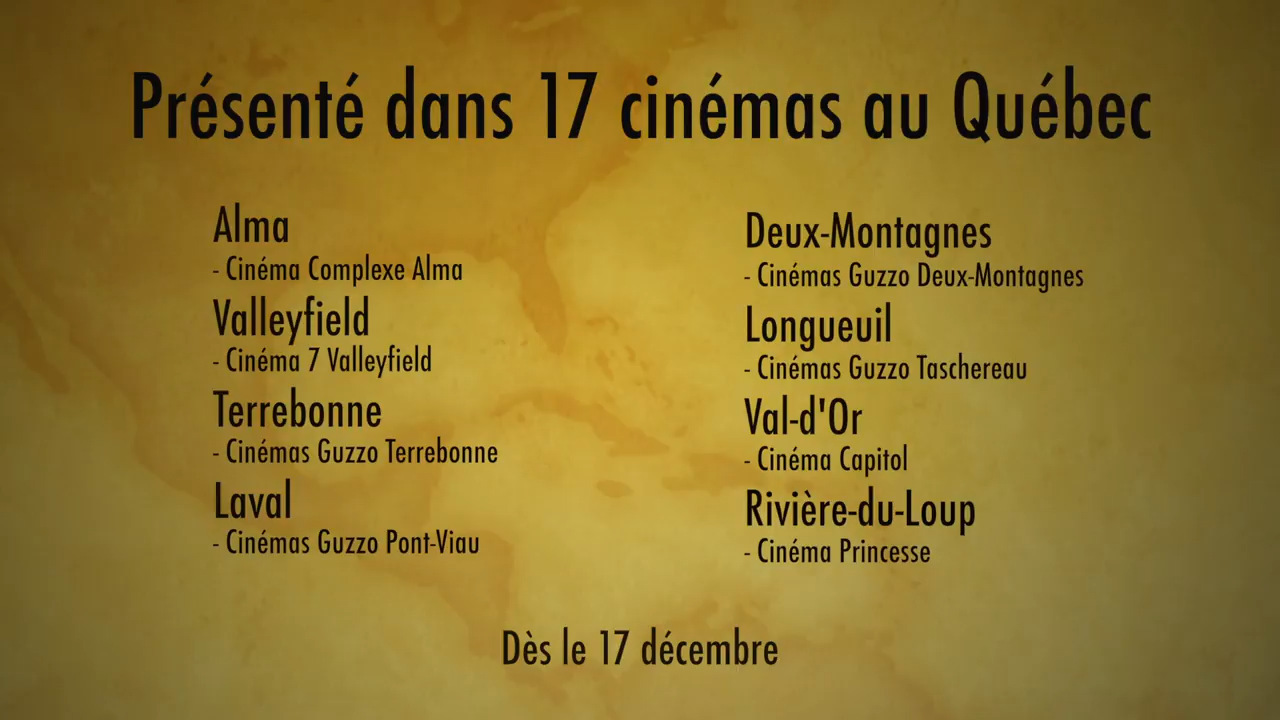 Présenté dans 17 cinémas au Québec
Alma
- Cinéma Complexe Alma
Valleyfield
- Cinéma 7 Valleyfield
Terrebonne
- Cinémas Guzzo Terrebonne
Laval
- Cinémas Guzzo Pont-Viau
Deux-Montagnes
- Cinémas Guzzo Deux-Montagnes
Longueuil
- Cinémas Guzzo Taschereau
Val-d'Or
- Cinéma Capitol
Rivière-du-Loup
- Cinéma Princesse
Dès le 17 décembre